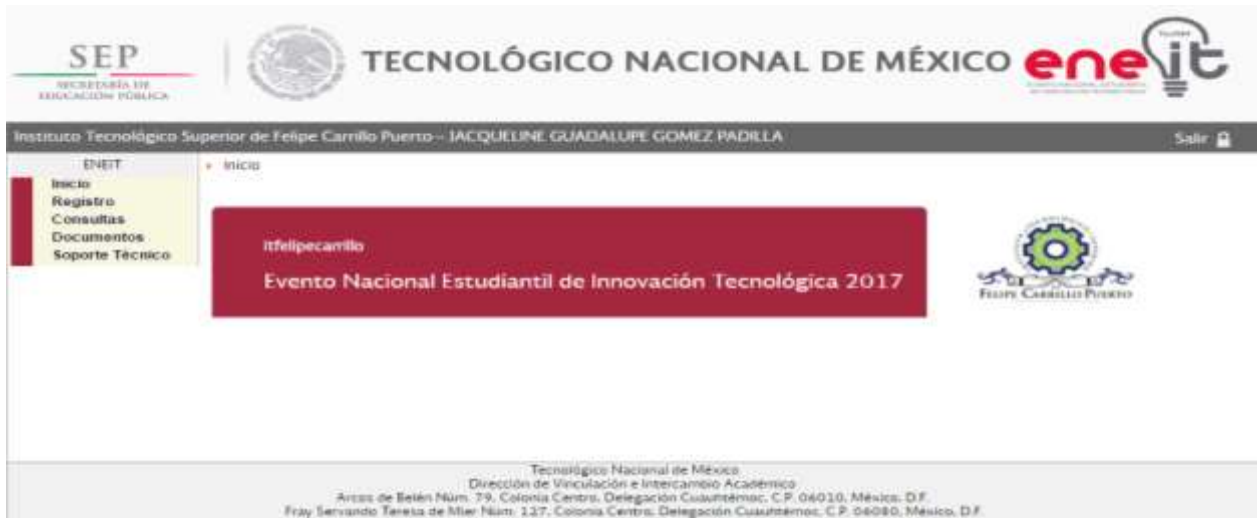 SEP
SECRETARÍA DE
EDUCACIÓN PÚBLICA
TECNOLÓGICO NACIONAL DE MÉXICO
eneit
Instituto Tecnológico Superior de Felipe Carrillo Puerto-- JACQUELINE GUADALUPE GOMEZ PADILLA
Salir
ENEIT
Inicio
Registro
Consultas
Documentos
Soporte Técnico
Inicio
itfelipecarrillo
Evento Nacional Estudiantil de Innovación Tecnológica 2017
FELIPE CARRILLO PUERTO
Tecnológico Nacional de México
Dirección de Vinculación e Intercambio Académico
Arcos de Belén Núm. 79, Colonia Centro, Delegación Cuauhtémoc, C.P. 06010, México, D.F.
Fray Servando Teresa de Mier Núm. 127, Colonia Centro, Delegación Cuauhtémoc, C.P. 06080, México, D.F.